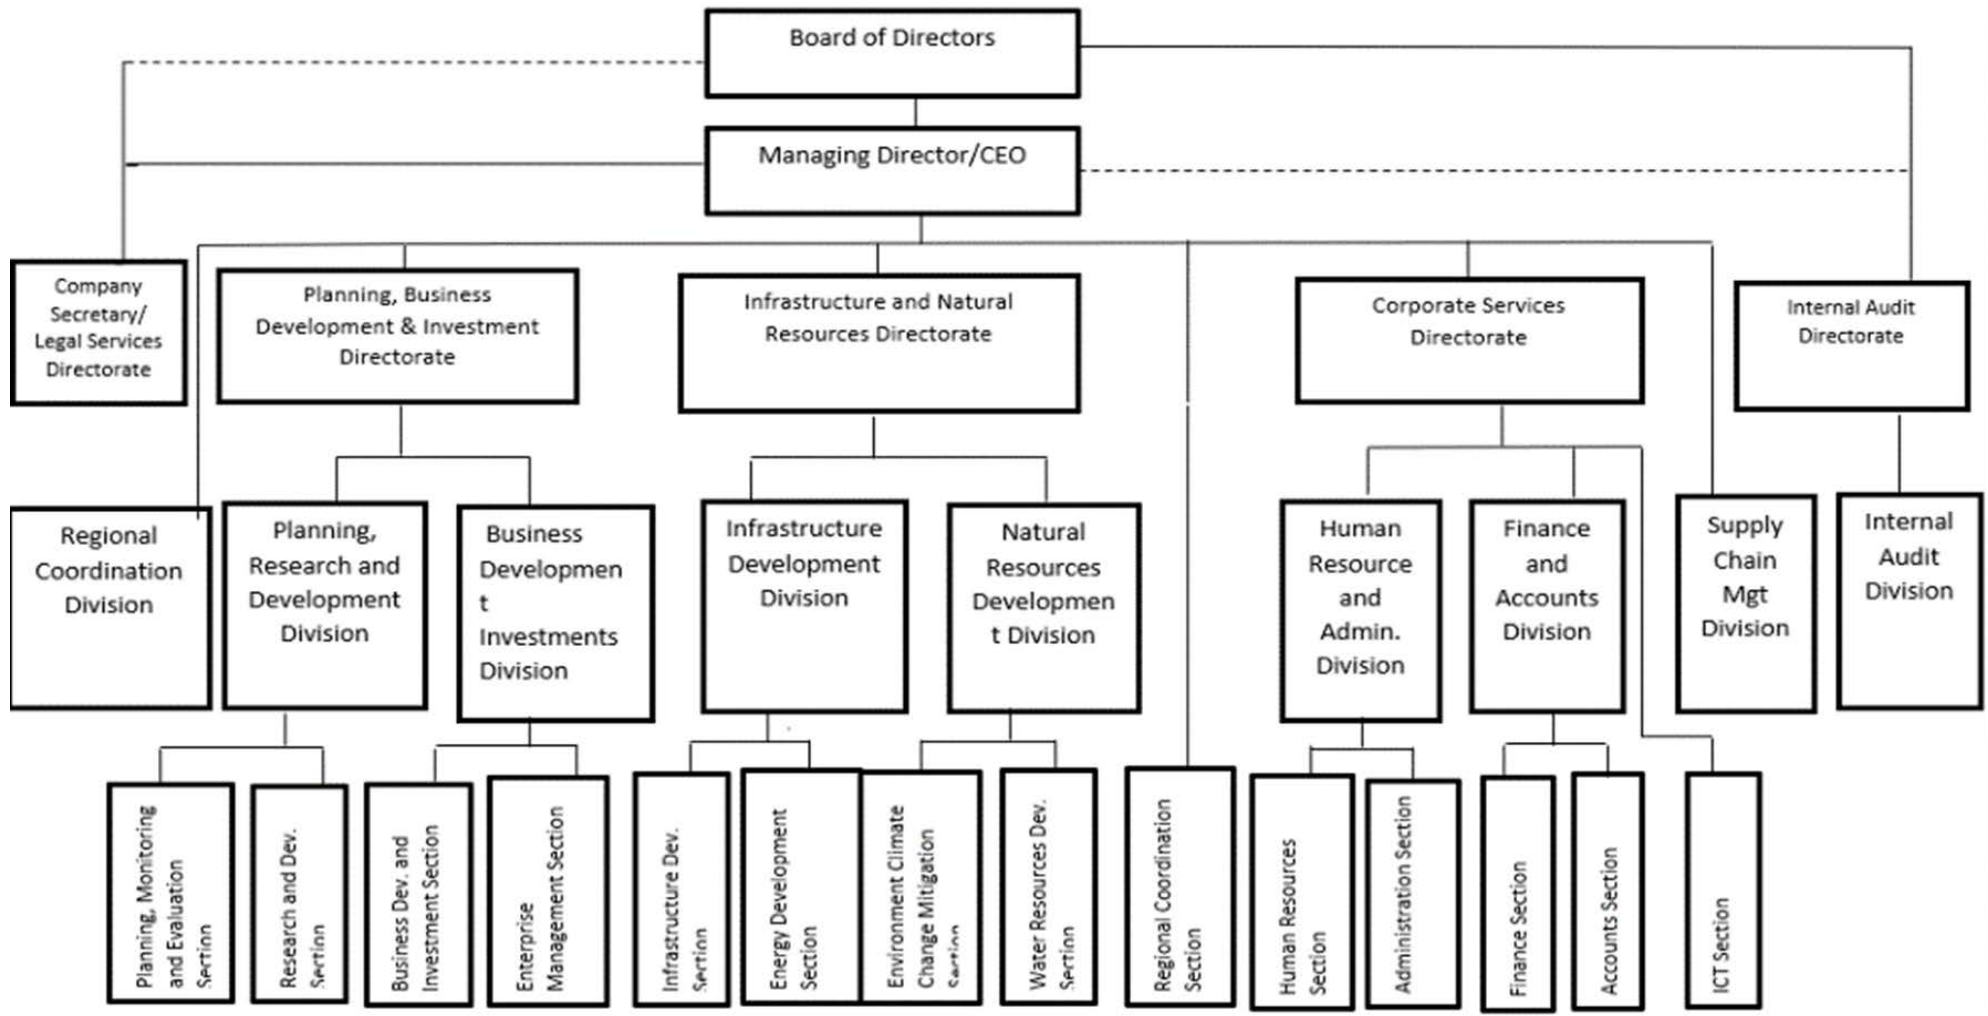 Board of Directors
Managing Director/CEO
Company
Secretary/
Legal Services
Directorate
Planning, Business
Development & Investment
Directorate
Infrastructure and Natural
Resources Directorate
Corporate Services
Directorate
Internal Audit
Directorate
Regional
Coordination
Division
Planning,
Research and
Development
Division
Business
Developmen
t
Investments
Division
Infrastructure
Development
Division
Natural
Resources
Developmen
t Division
Human
Resource
and
Admin.
Division
Finance
and
Accounts
Division
Supply
Chain
Mgt
Division
Internal
Audit
Division
Planning, Monitoring
and Evaluation
Section
Research and Dev.
Section
Business Dev. and
Investment Section
Enterprise
Management Section
Infrastructure Dev.
Section
Energy Development
Section
Environment Climate
Change Mitigation
Section
Water Resources Dev.
Section
Regional Coordination
Section
Human Resources
Section
Administration Section
Finance Section
Accounts Section
ICT Section